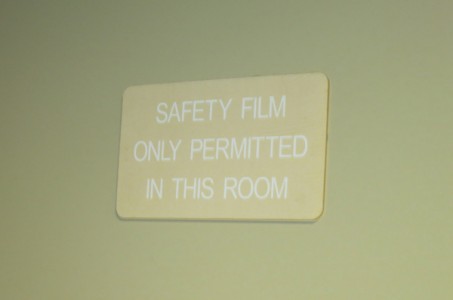 SAFETY FILM
ONLY PERMITTED
IN THIS ROOM